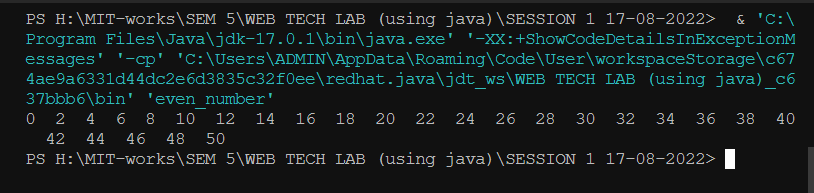 PS H:\MIT-works\SEM 5\WEB TECH LAB (using java)\SESSION 1 17-08-2022>  & 'C:\
Program Files\Java\jdk-17.0.1\bin\java.exe' '-XX:+ShowCodeDetailsInExceptionM
essages' '-cp' 'C:\Users\ADMIN\AppData\Roaming\Code\User\workspaceStorage\c67
4ae9a6331d44dc2e6d3835c32f0ee\redhat.java\jdt_ws\WEB TECH LAB (using java)_c6
37bbb6\bin' 'even_number'
0  2  4  6  8  10  12  14  16  18  20  22  24  26  28  30  32  34  36  38  40
  42  44  46  48  50
PS H:\MIT-works\SEM 5\WEB TECH LAB (using java)\SESSION 1 17-08-2022>